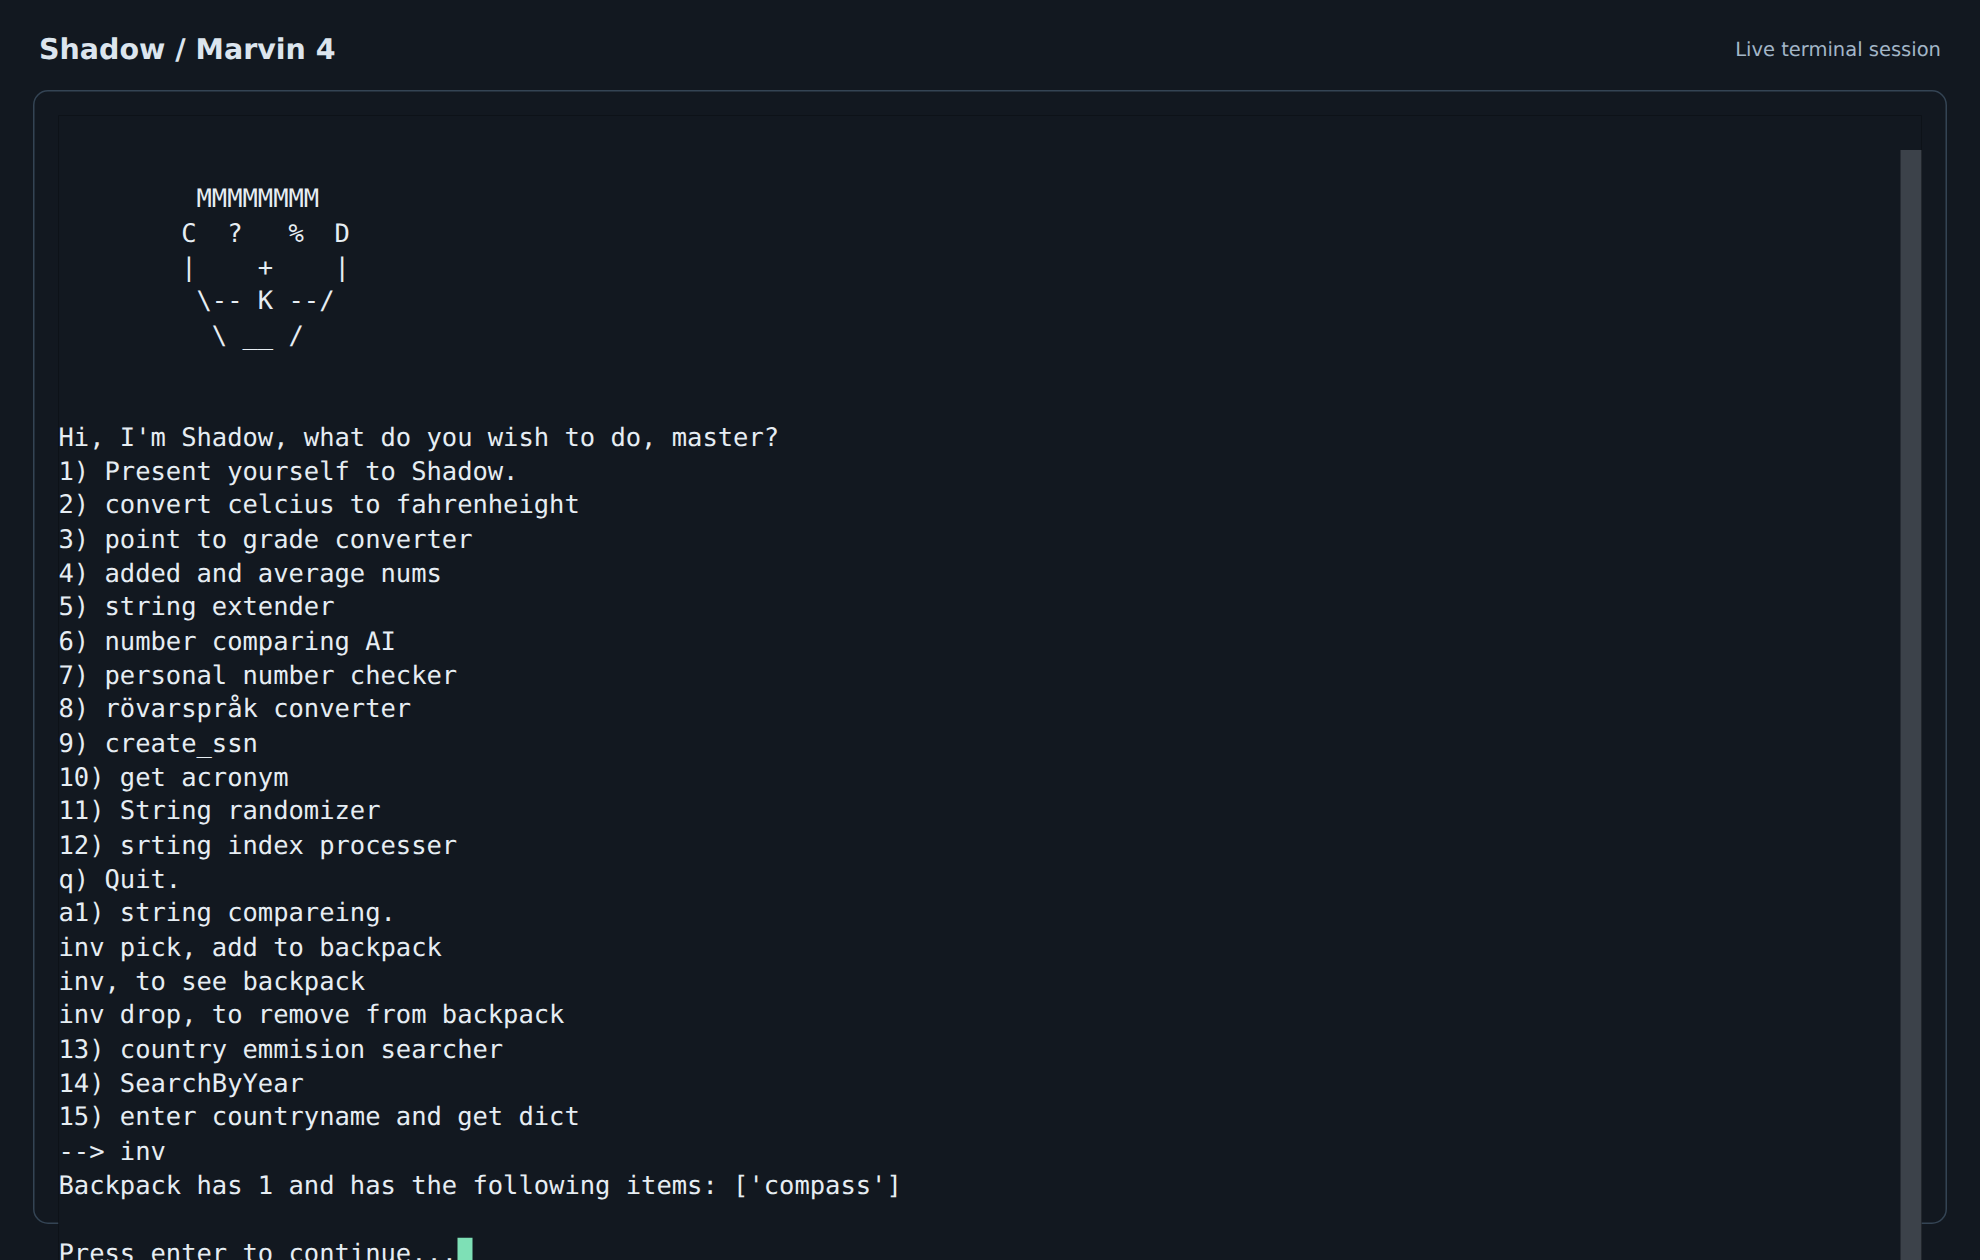 Shadow / Marvin 4
Live terminal session
MMMMMMMM
C  ?   %  D
|    +    |
\-- K --/
\ __ /
Hi, I'm Shadow, what do you wish to do, master?
1) Present yourself to Shadow.
2) convert celcius to fahrenheight
3) point to grade converter
4) added and average nums
5) string extender
6) number comparing AI
7) personal number checker
8) rövarspråk converter
9) create_ssn
10) get acronym
11) String randomizer
12) srting index processer
q) Quit.
a1) string compareing.
inv pick, add to backpack
inv, to see backpack
inv drop, to remove from backpack
13) country emmision searcher
14) SearchByYear
15) enter countryname and get dict
--> inv
Backpack has 1 and has the following items: ['compass']
Press enter to continue...